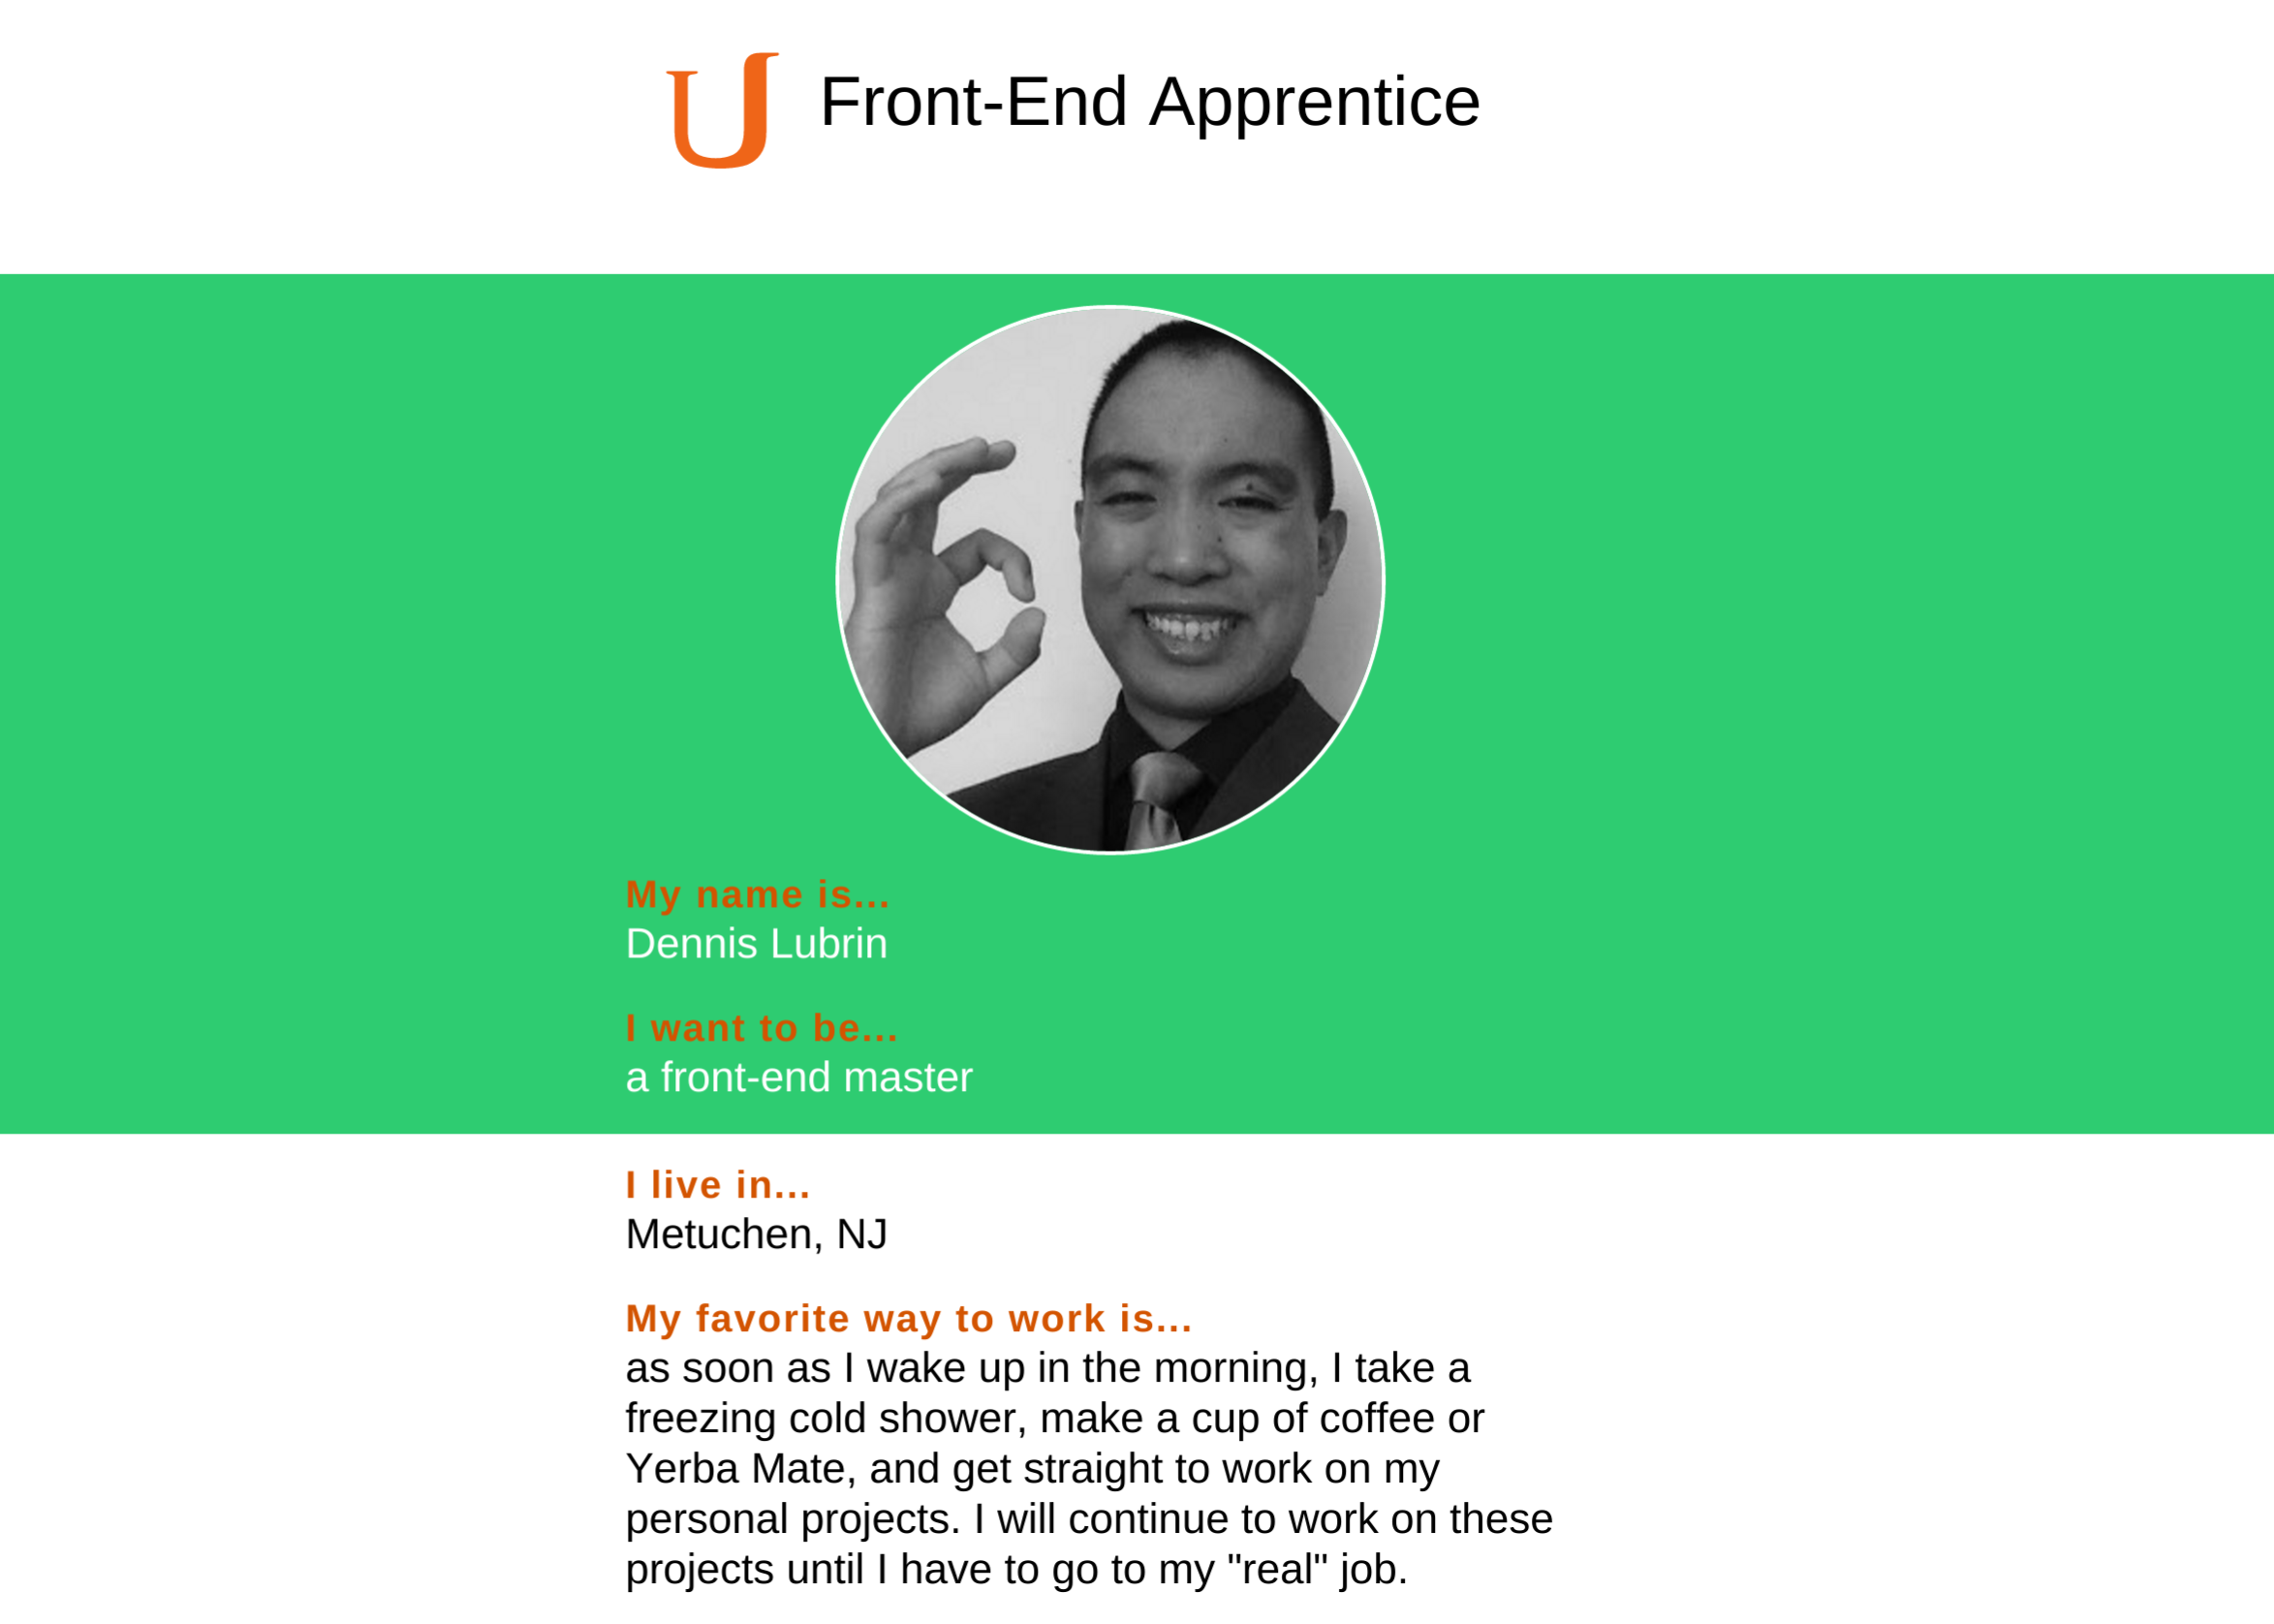 U Front-End Apprentice
My name is...
Dennis Lubrin
I want to be...
a front-end master
I live in...
Metuchen, NJ
My favorite way to work is...
as soon as I wake up in the morning, I take a
freezing cold shower, make a cup of coffee or
Yerba Mate, and get straight to work on my
personal projects. I will continue to work on these
projects until I have to go to my "real" job.